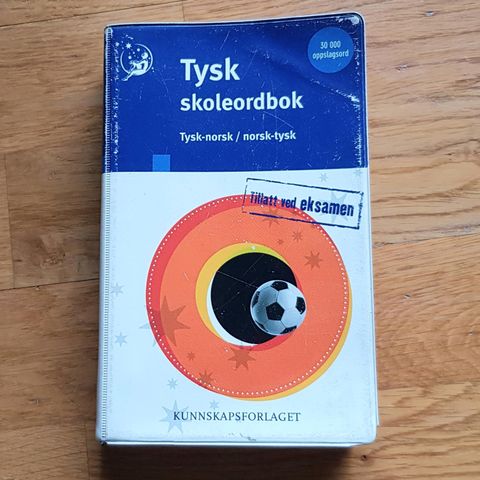 30 000
oppslagsord
Tysk
skoleordbok
Tysk-norsk / norsk-tysk
Tillatt ved eksamen
KUNNSKAPSFORLAGET